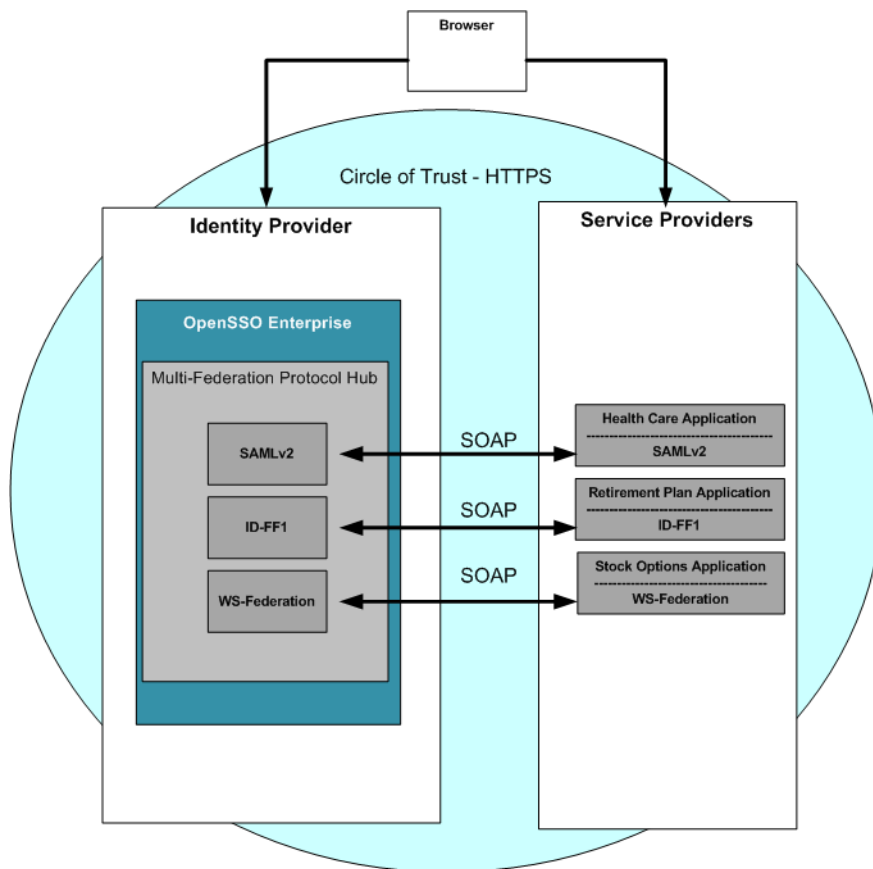 Browser
Circle of Trust - HTTPS
Identity Provider
Service Providers
OpenSSO Enterprise
Multi-Federation Protocol Hub
SAMLv2
SOAP
Health Care Application
SAMLv2
ID-FF1
SOAP
Retirement Plan Application
ID-FF1
WS-Federation
SOAP
Stock Options Application
WS-Federation